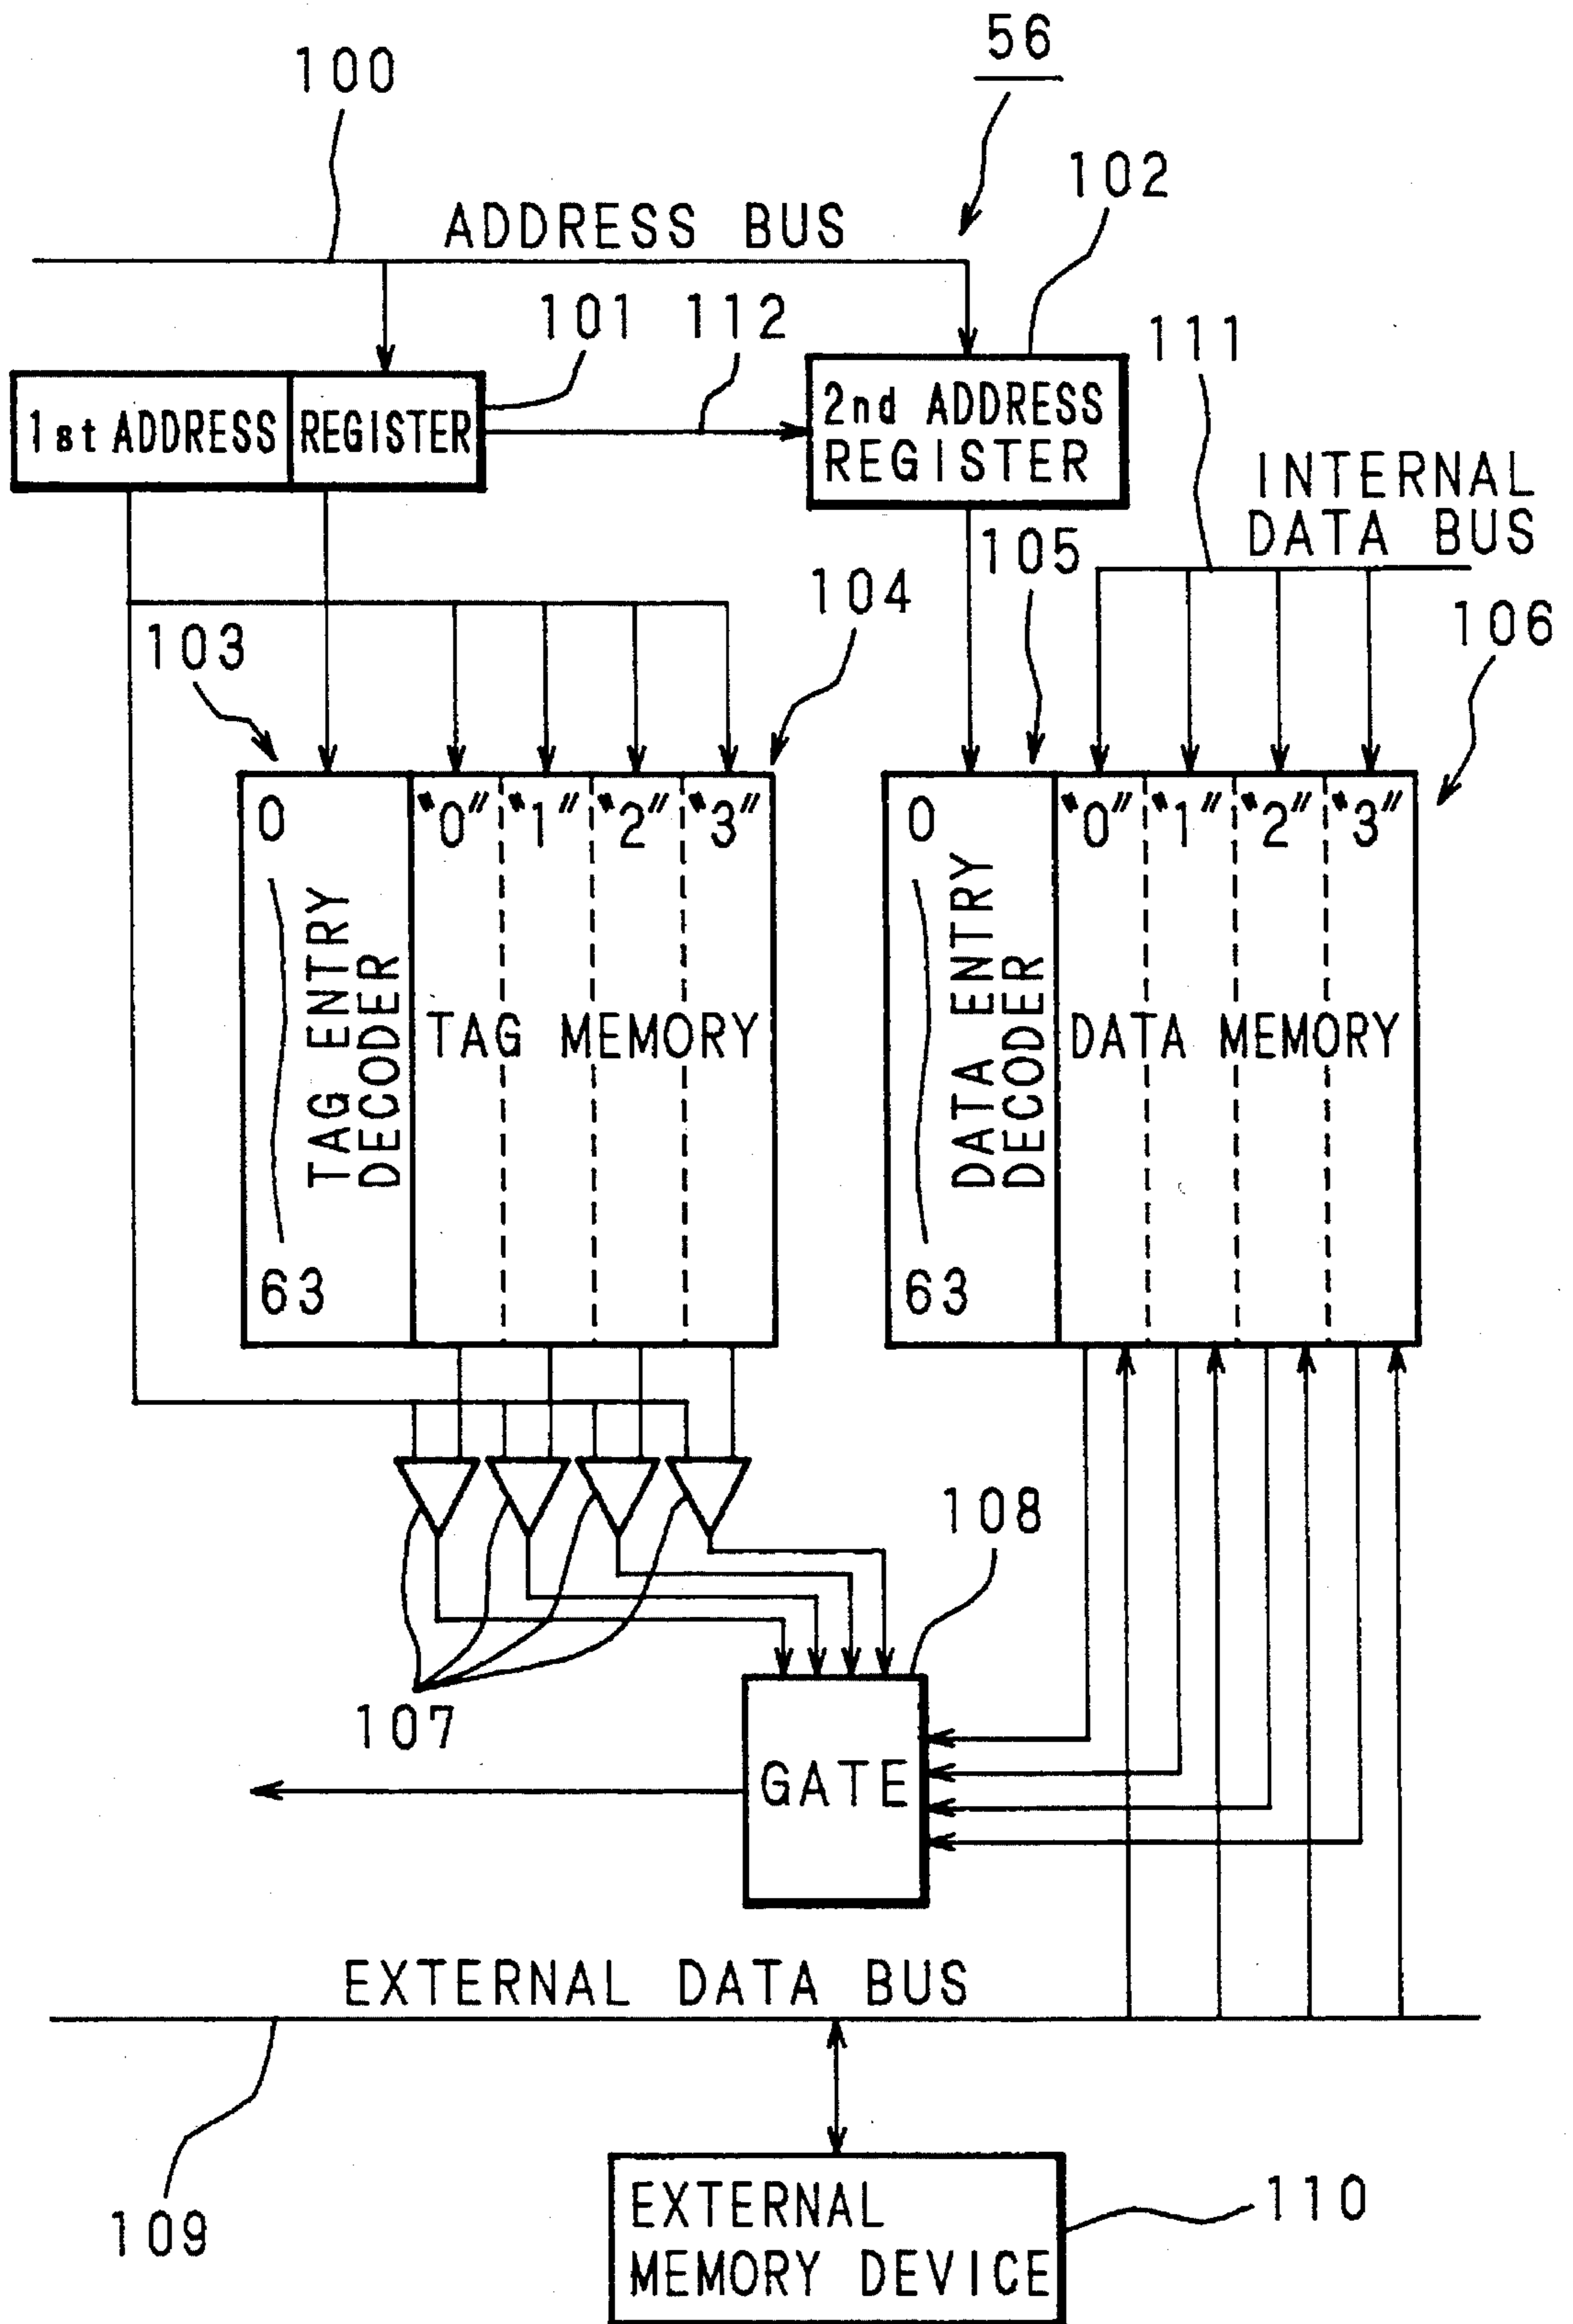 56
100
102
ADDRESS BUS
101
112
111
1st ADDRESS REGISTER
2nd ADDRESS
REGISTER
INTERNAL
DATA BUS
105
104
103
106
0 "0" "1" "2" "3"
0 "0" "1" "2" "3"
TAG ENTRY
DECODER
TAG MEMORY
DATA ENTRY
DECODER
DATA MEMORY
63
63
108
107
GATE
EXTERNAL DATA BUS
109
110
EXTERNAL
MEMORY DEVICE